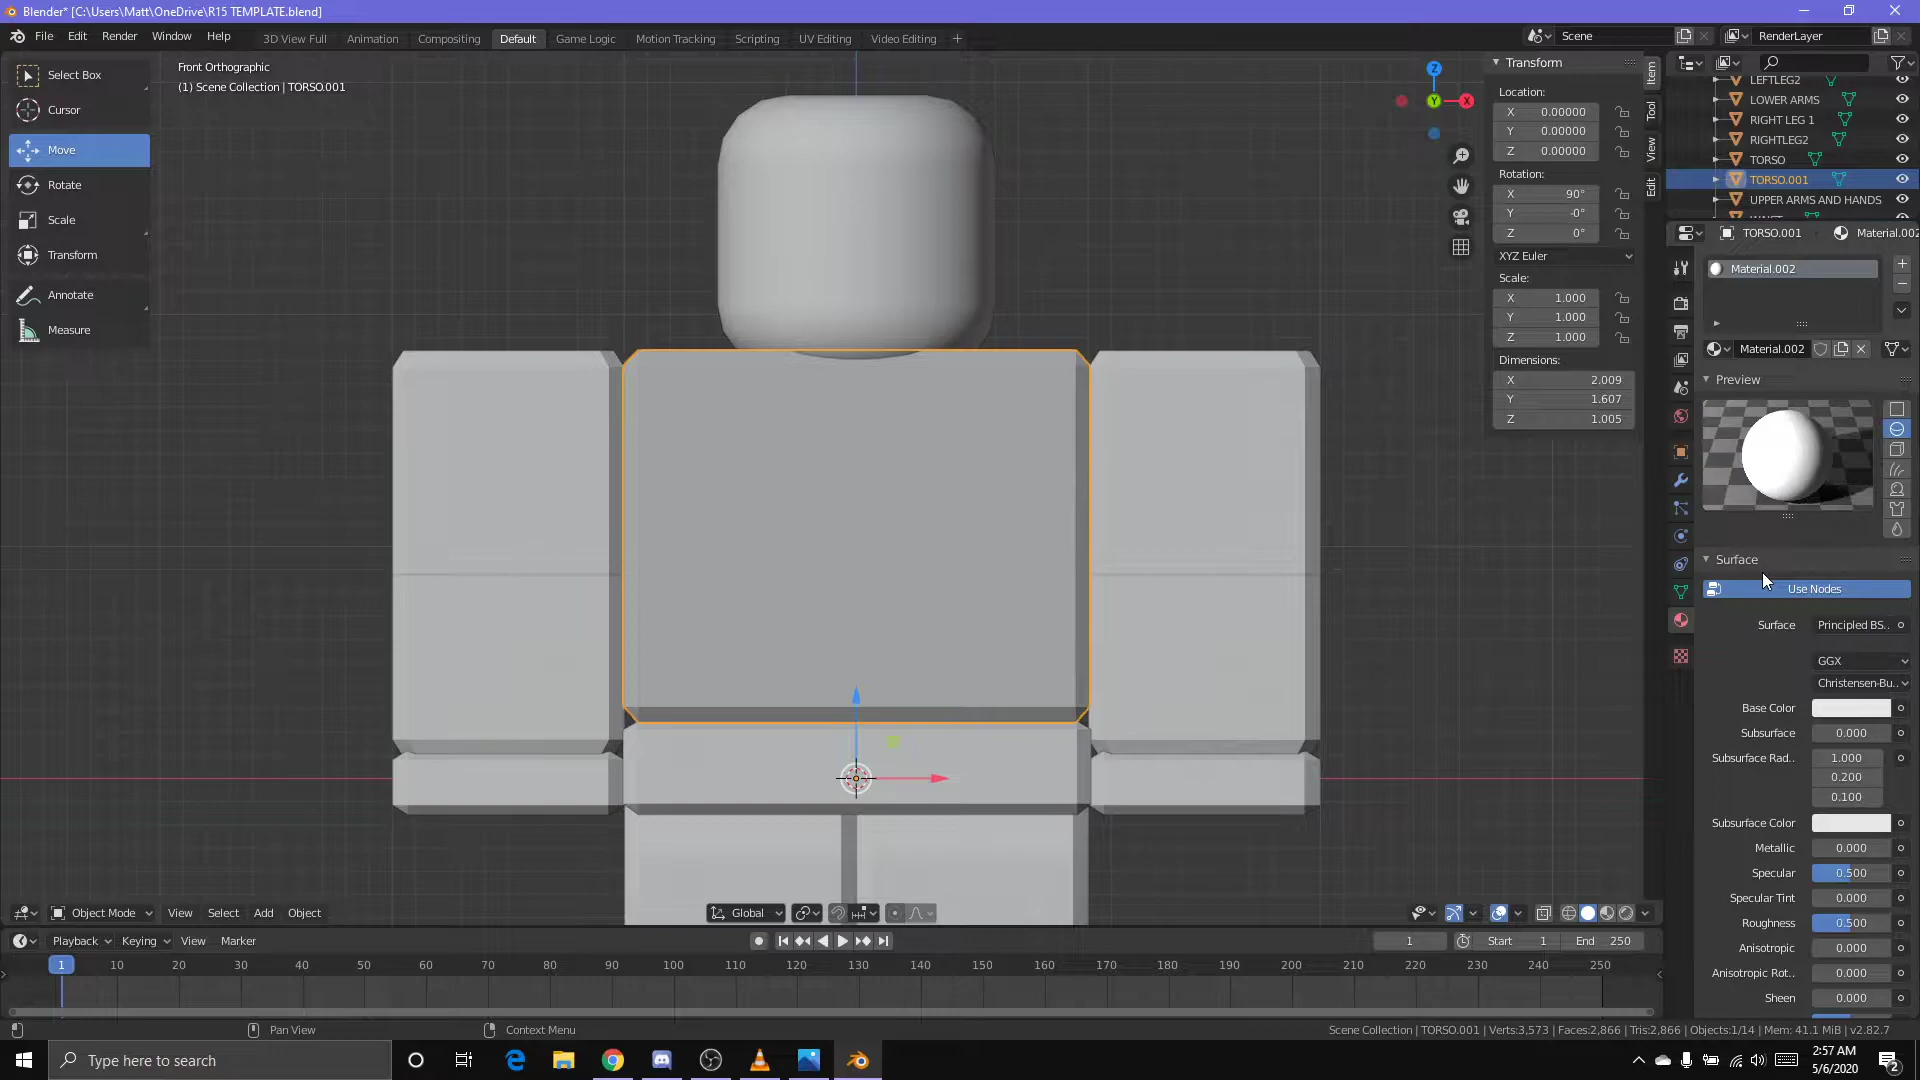 Blender* [C:\Users\Matt\OneDrive\R15 TEMPLATE.blend]
File Edit Render Window Help
3D View Full Animation Compositing Default Game Logic Motion Tracking Scripting UV Editing Video Editing +
Scene
RenderLayer
Select Box
Cursor
Move
Rotate
Scale
Transform
Annotate
Measure
Front Orthographic
(1) Scene Collection | TORSO.001
Z
Y
X
Transform
Location:
X 0.00000
Y 0.00000
Z 0.00000
Rotation:
X 90°
Y -0°
Z 0°
XYZ Euler
Scale:
X 1.000
Y 1.000
Z 1.000
Dimensions:
X 2.009
Y 1.607
Z 1.005
Item
Tool
View
Edit
LEFTLEG2
LOWER ARMS
RIGHT LEG 1
RIGHTLEG2
TORSO
TORSO.001
UPPER ARMS AND HANDS
TORSO.001 Material.002
Material.002
Material.002
Preview
Surface
Use Nodes
Surface Principled BS..
GGX
Christensen-Bu..
Base Color
Subsurface 0.000
Subsurface Rad.. 1.000
0.200
0.100
Subsurface Color
Metallic 0.000
Specular 0.500
Specular Tint 0.000
Roughness 0.500
Anisotropic 0.000
Anisotropic Rot.. 0.000
Sheen 0.000
Object Mode View Select Add Object
Global
Playback Keying View Marker
1 Start 1 End 250
1 10 20 30 40 50 60 70 80 90 100 110 120 130 140 150 160 170 180 190 200 210 220 230 240 250
Pan View
Context Menu
Scene Collection | TORSO.001 | Verts:3,573 | Faces:2,866 | Tris:2,866 | Objects:1/14 | Mem: 41.1 MiB | v2.82.7
Type here to search
2:57 AM
5/6/2020
2